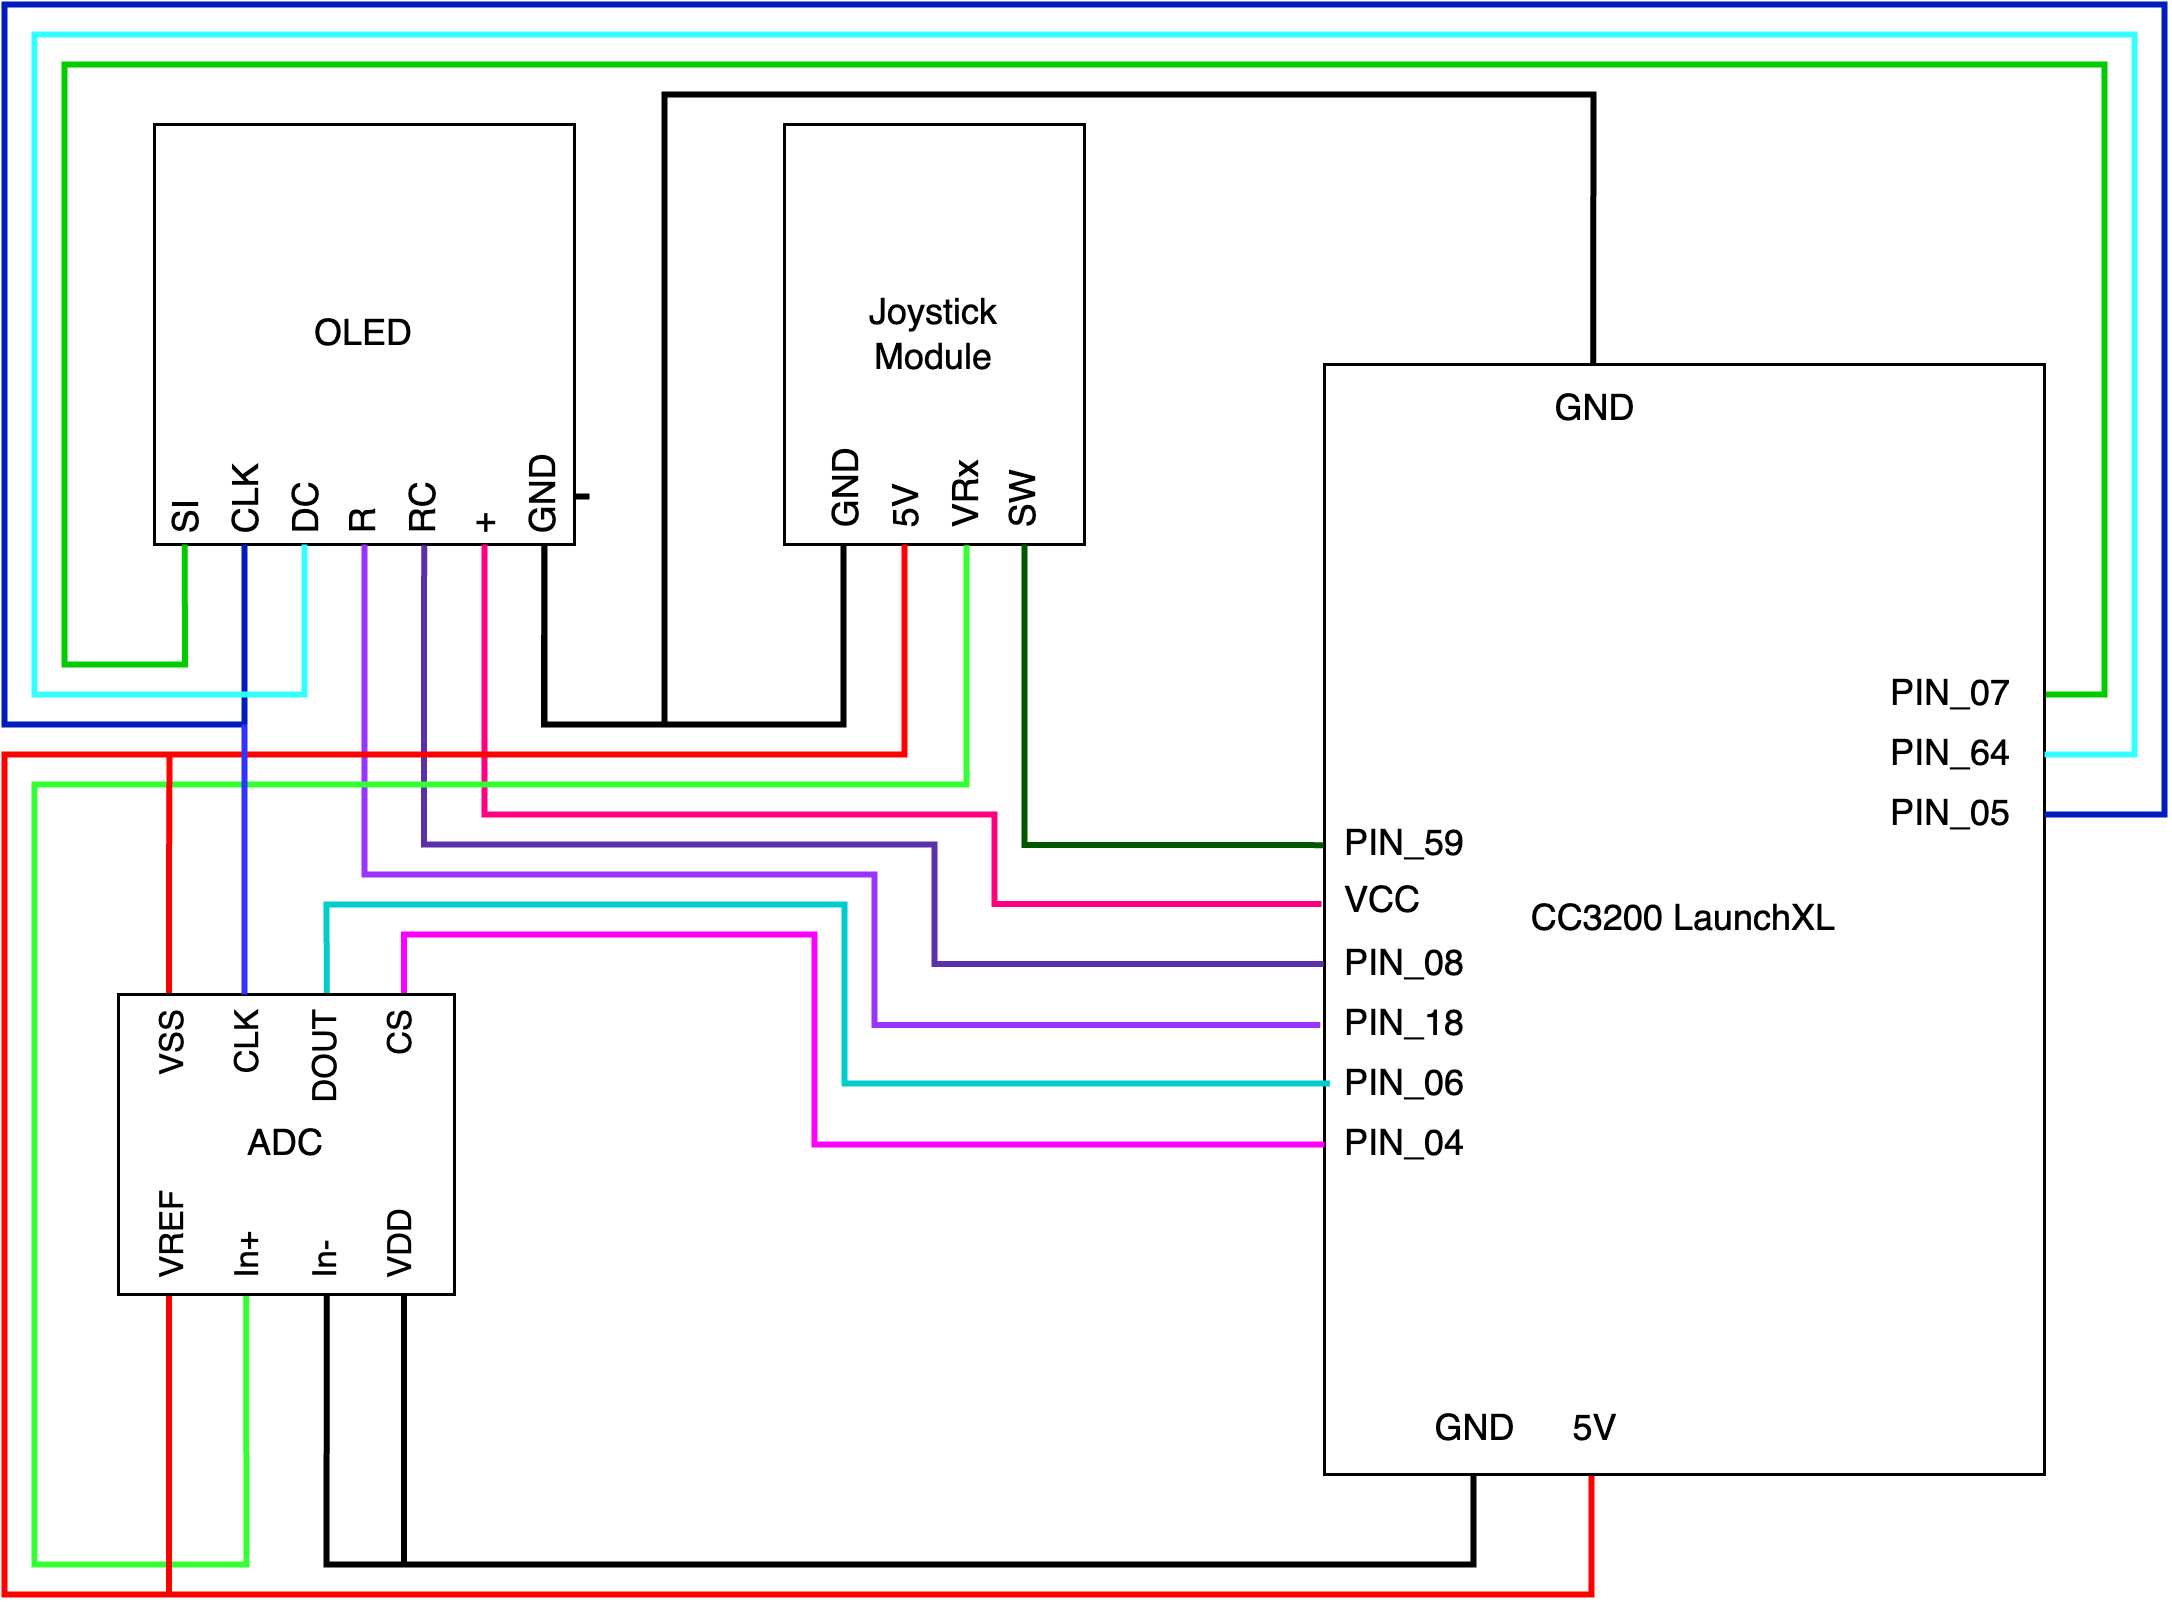 OLED
SI
CLK
DC
R
RC
+
GND
Joystick
Module
GND
5V
VRx
SW
GND
PIN_07
PIN_64
PIN_05
PIN_59
VCC
PIN_08
PIN_18
PIN_06
PIN_04
CC3200 LaunchXL
GND
5V
VSS
CLK
DOUT
CS
ADC
VREF
In+
In-
VDD